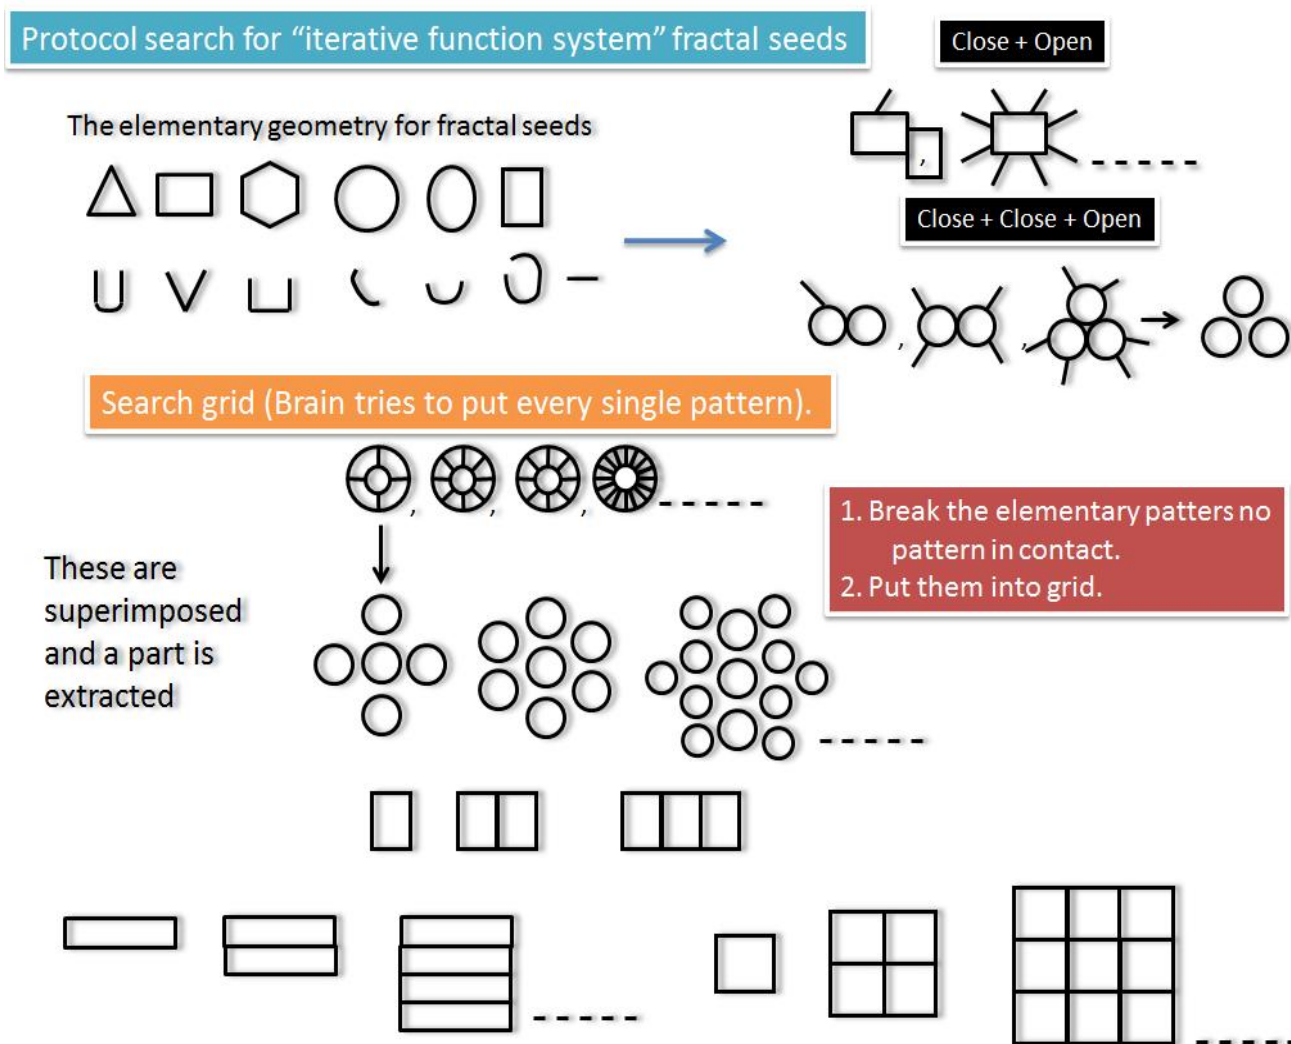 Protocol search for “iterative function system” fractal seeds
Close + Open
The elementary geometry for fractal seeds
,
Close + Close + Open
, ,
Search grid (Brain tries to put every single pattern).
, , ,
1. Break the elementary patters no
pattern in contact.
2. Put them into grid.
These are
superimposed
and a part is
extracted